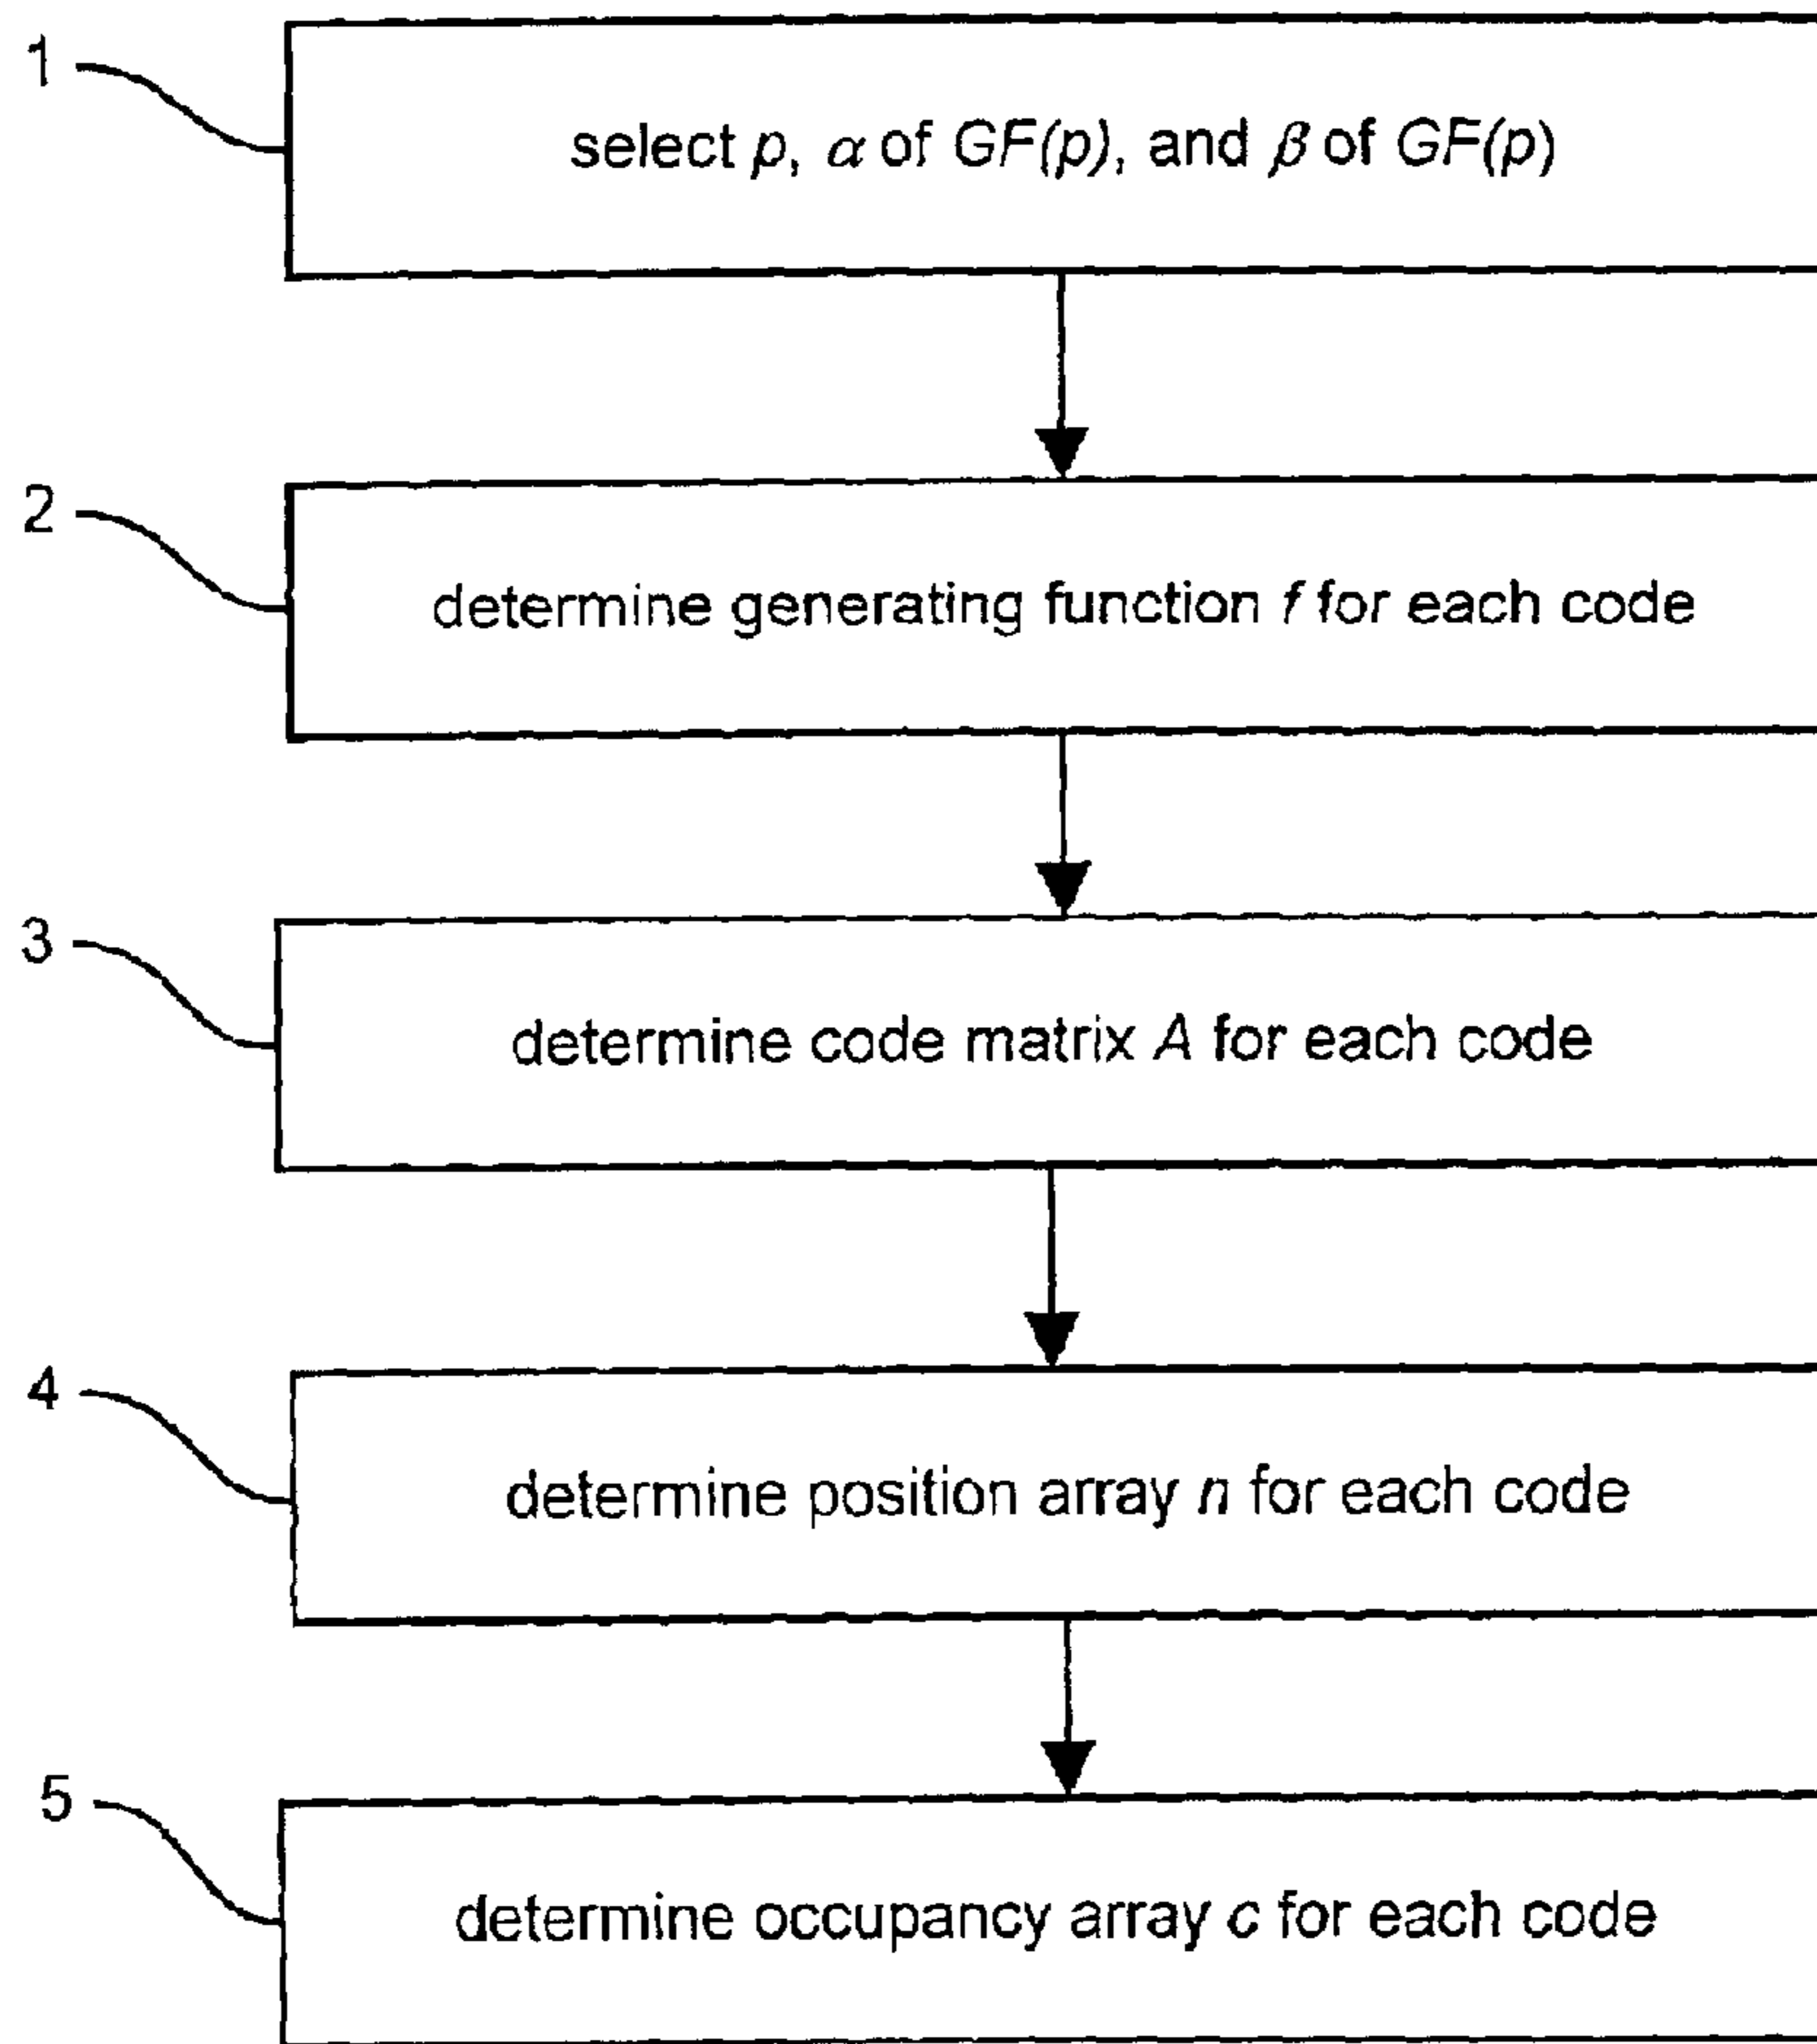 1
select p, α of GF(p), and β of GF(p)
2
determine generating function f for each code
3
determine code matrix A for each code
4
determine position array n for each code
5
determine occupancy array c for each code